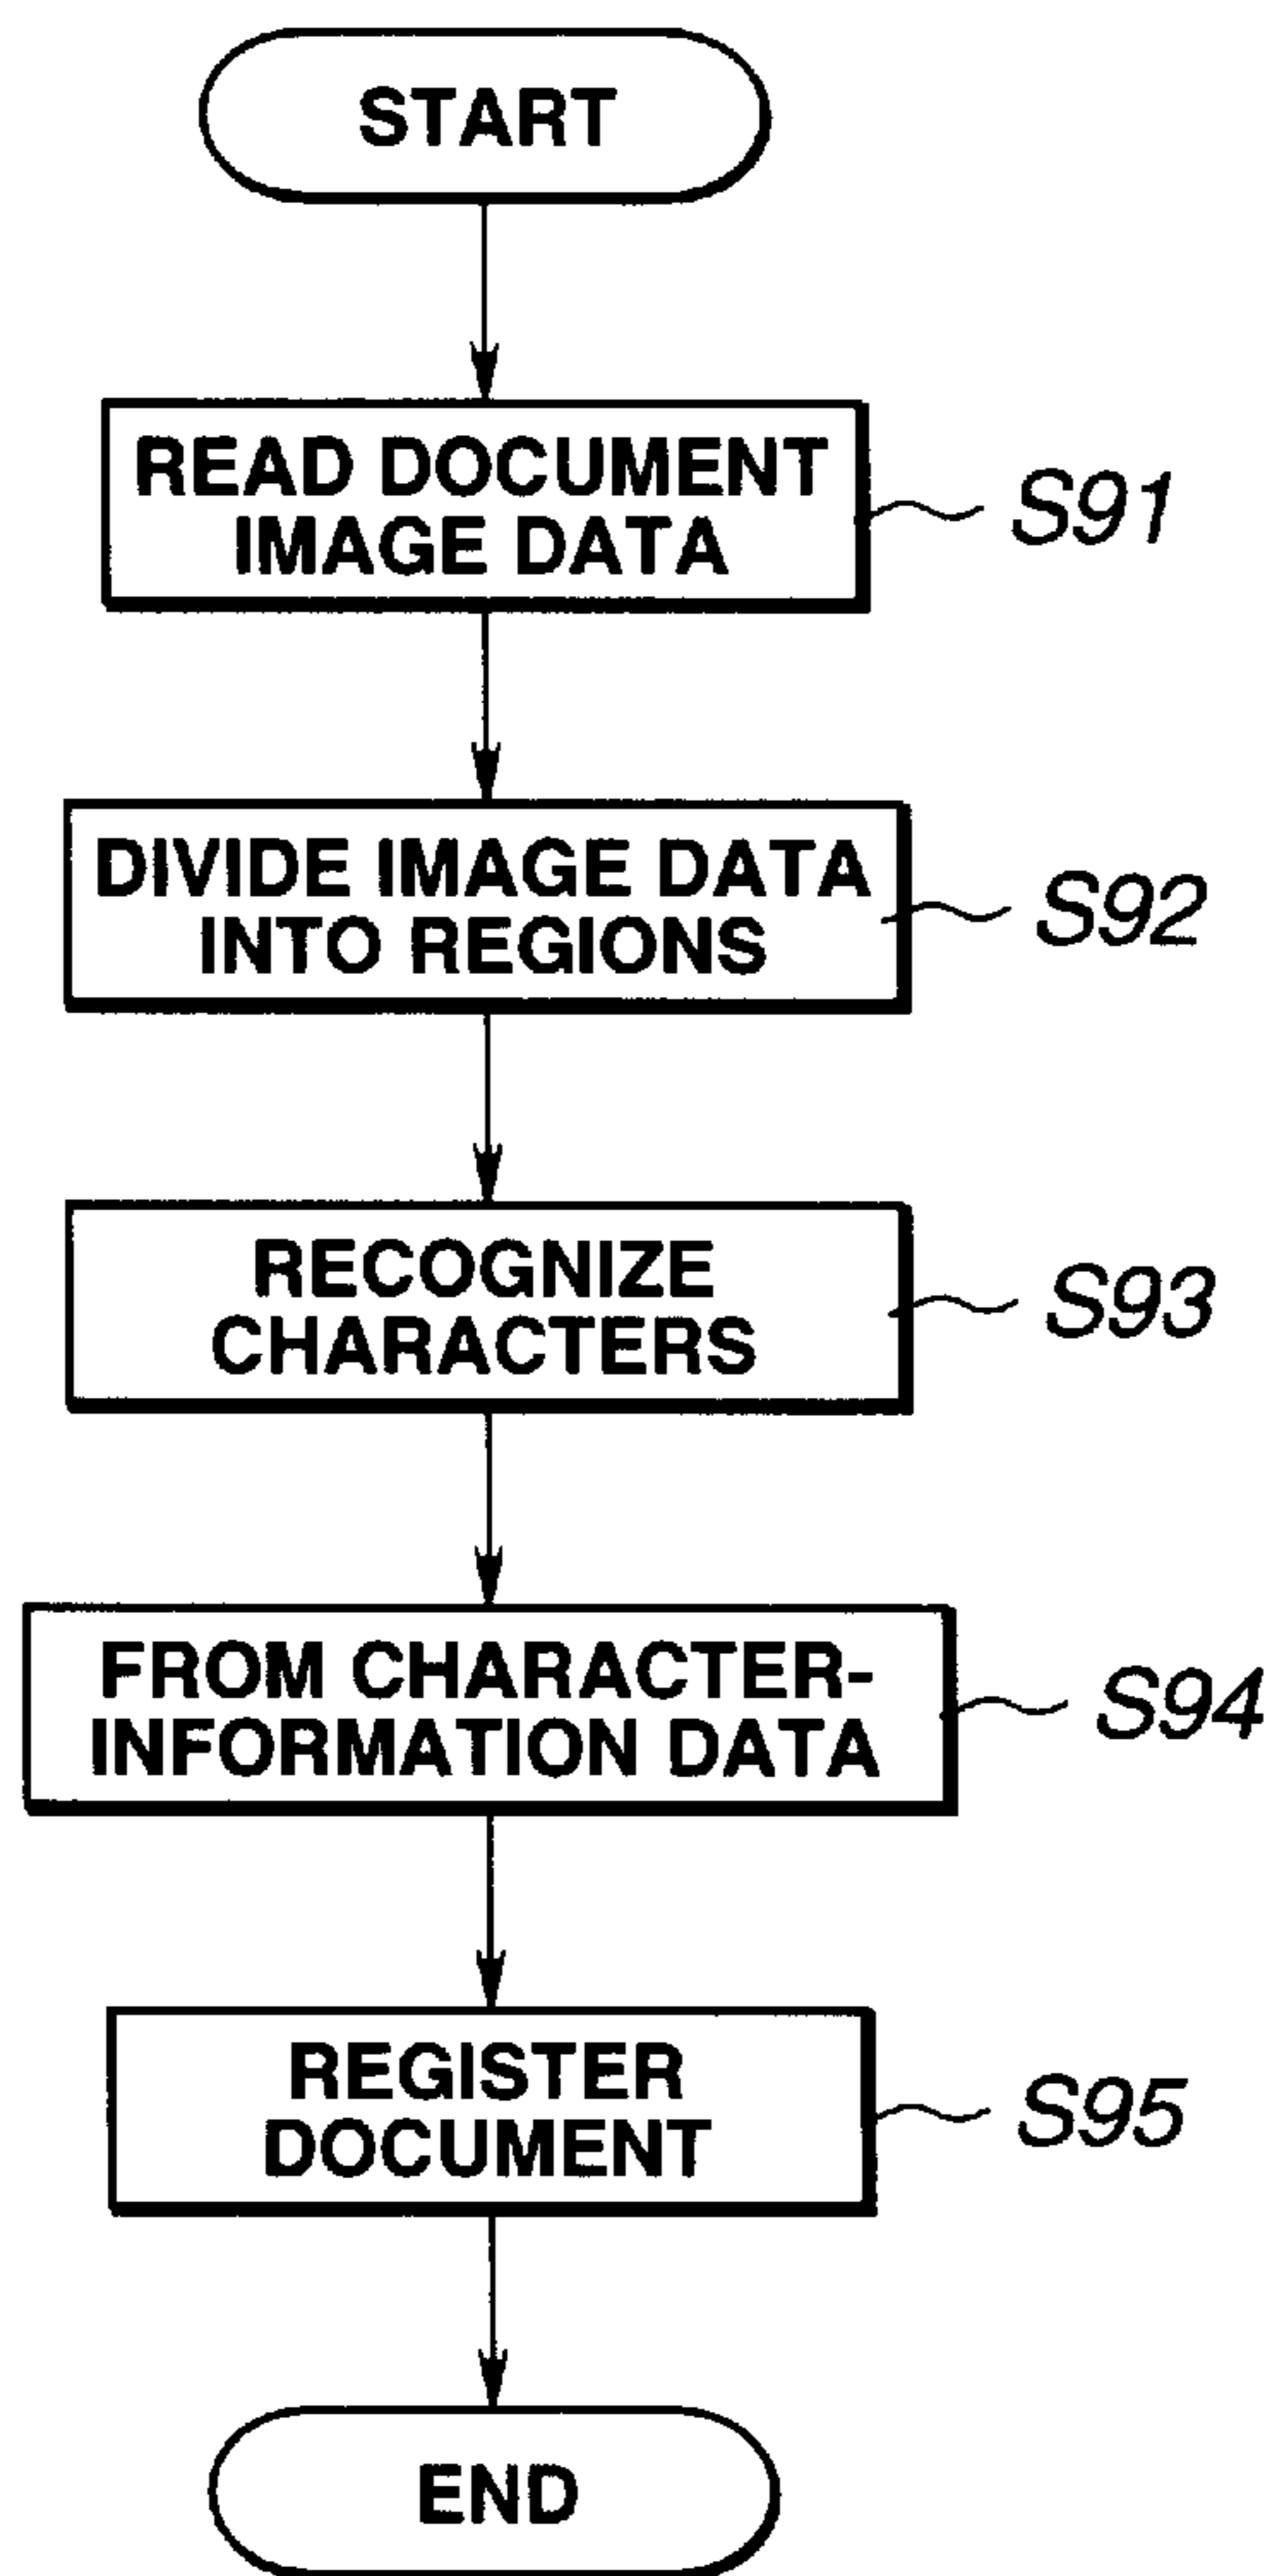 START
READ DOCUMENT
IMAGE DATA
S91
DIVIDE IMAGE DATA
INTO REGIONS
S92
RECOGNIZE
CHARACTERS
S93
FROM CHARACTER-
INFORMATION DATA
S94
REGISTER
DOCUMENT
S95
END